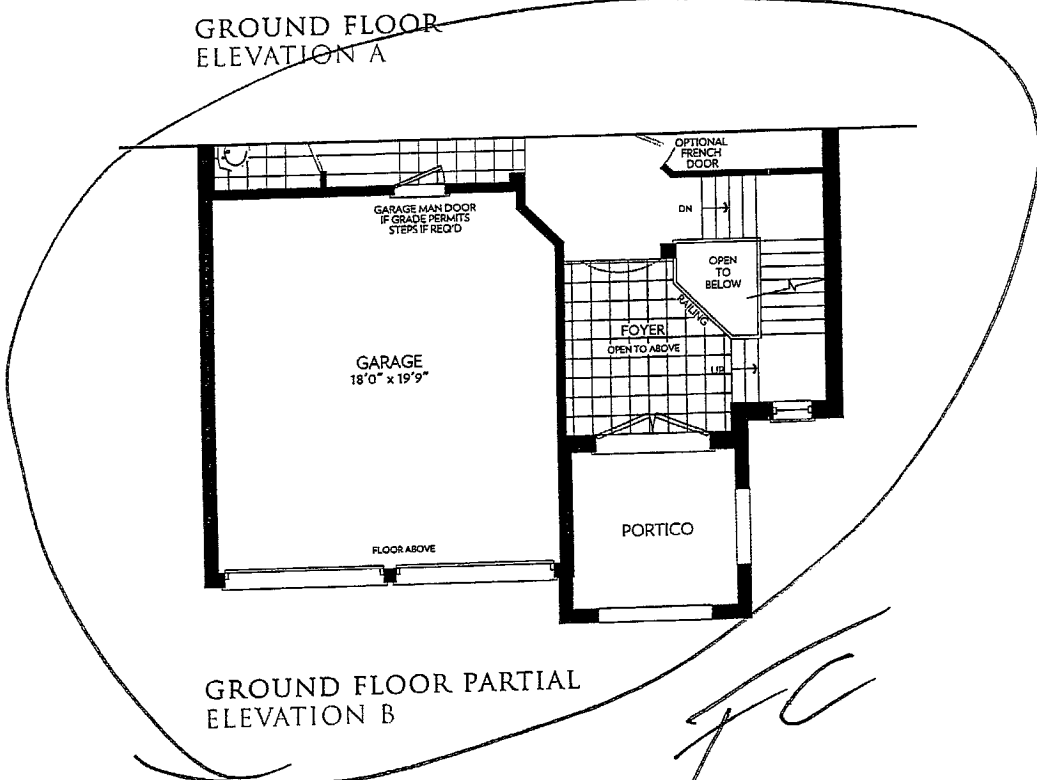 GROUND FLOOR
ELEVATION A
OPTIONAL
FRENCH
DOOR
GARAGE MAN DOOR
IF GRADE PERMITS
STEPS IF REQ'D
DN
OPEN
TO
BELOW
RAILING
FOYER
OPEN TO ABOVE
UP
GARAGE
18'0" x 19'9"
FLOOR ABOVE
PORTICO
GROUND FLOOR PARTIAL
ELEVATION B